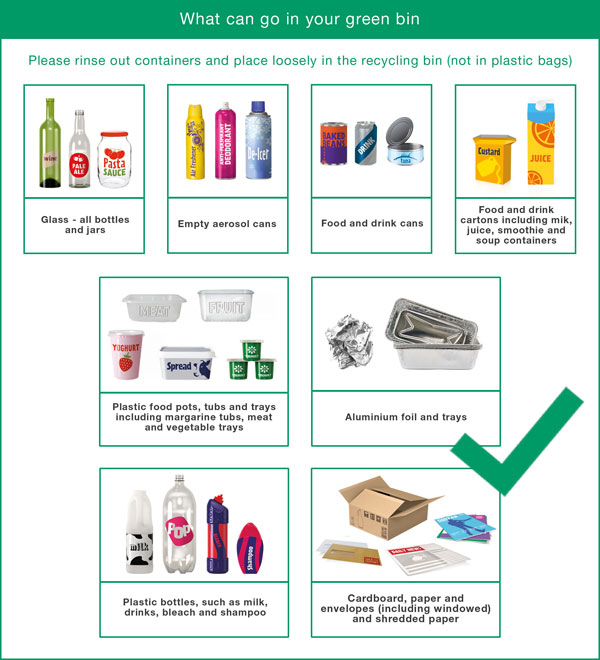 What can go in your green bin
Please rinse out containers and place loosely in the recycling bin (not in plastic bags)
wine
PALE
ALE
Pasta
SAUCE
Glass - all bottles
and jars
Air Freshener
ANTI-PERSPIRANT
DEODORANT
De-Icer
Empty aerosol cans
BAKED
BEANS
DRINK
Tuna
Food and drink cans
Custard
JUICE
Food and drink
cartons including mik,
juice, smoothie and
soup containers
MEAT
FRUIT
YOGHURT
Spread
Plastic food pots, tubs and trays
including margarine tubs, meat
and vegetable trays
Aluminium foil and trays
milk
POP
Shampoo
Plastic bottles, such as milk,
drinks, bleach and shampoo
DAILY NEWS
Cardboard, paper and
envelopes (including windowed)
and shredded paper